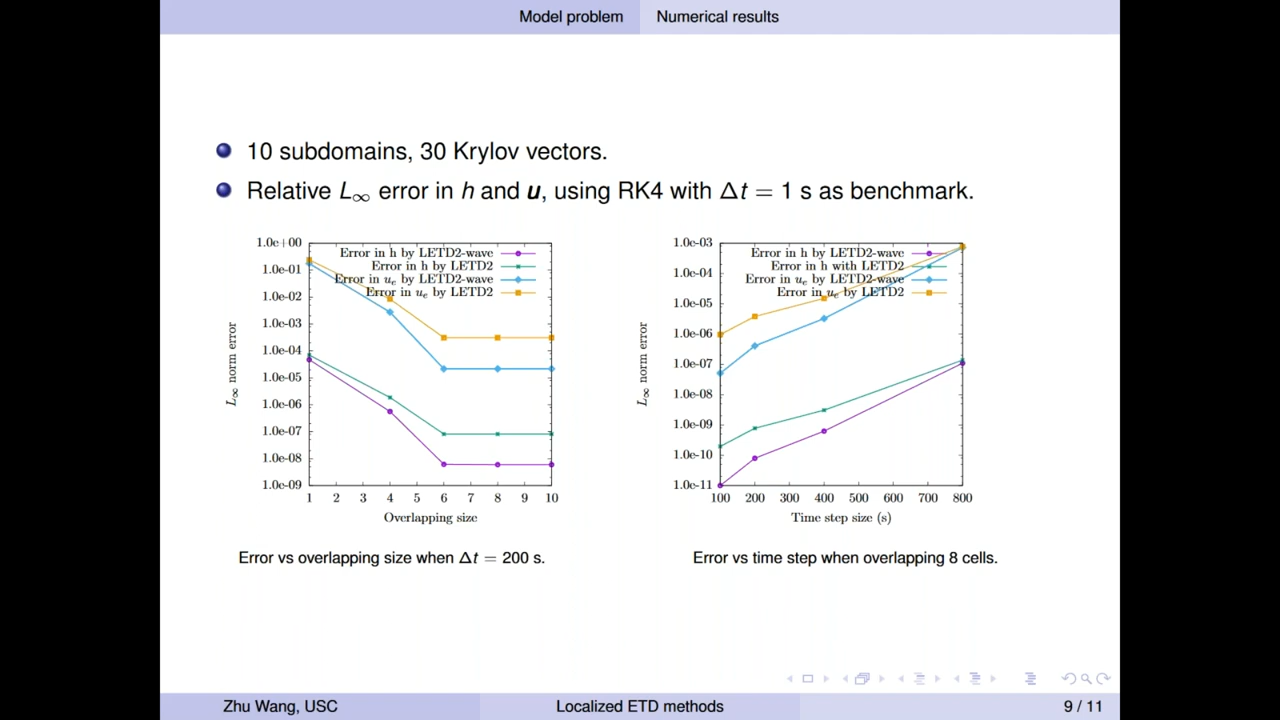 Model problem Numerical results
10 subdomains, 30 Krylov vectors.
Relative L∞ error in h and u, using RK4 with Δt = 1 s as benchmark.
Error in h by LETD2-wave
Error in h by LETD2
Error in u_e by LETD2-wave
Error in u_e by LETD2
1.0e+00
1.0e-01
1.0e-02
1.0e-03
1.0e-04
1.0e-05
1.0e-06
1.0e-07
1.0e-08
1.0e-09
L∞ norm error
1 2 3 4 5 6 7 8 9 10
Overlapping size
Error vs overlapping size when Δt = 200 s.
Error in h by LETD2-wave
Error in h with LETD2
Error in u_e by LETD2-wave
Error in u_e by LETD2
1.0e-03
1.0e-04
1.0e-05
1.0e-06
1.0e-07
1.0e-08
1.0e-09
1.0e-10
1.0e-11
L∞ norm error
100 200 300 400 500 600 700 800
Time step size (s)
Error vs time step when overlapping 8 cells.
Zhu Wang, USC Localized ETD methods 9 / 11